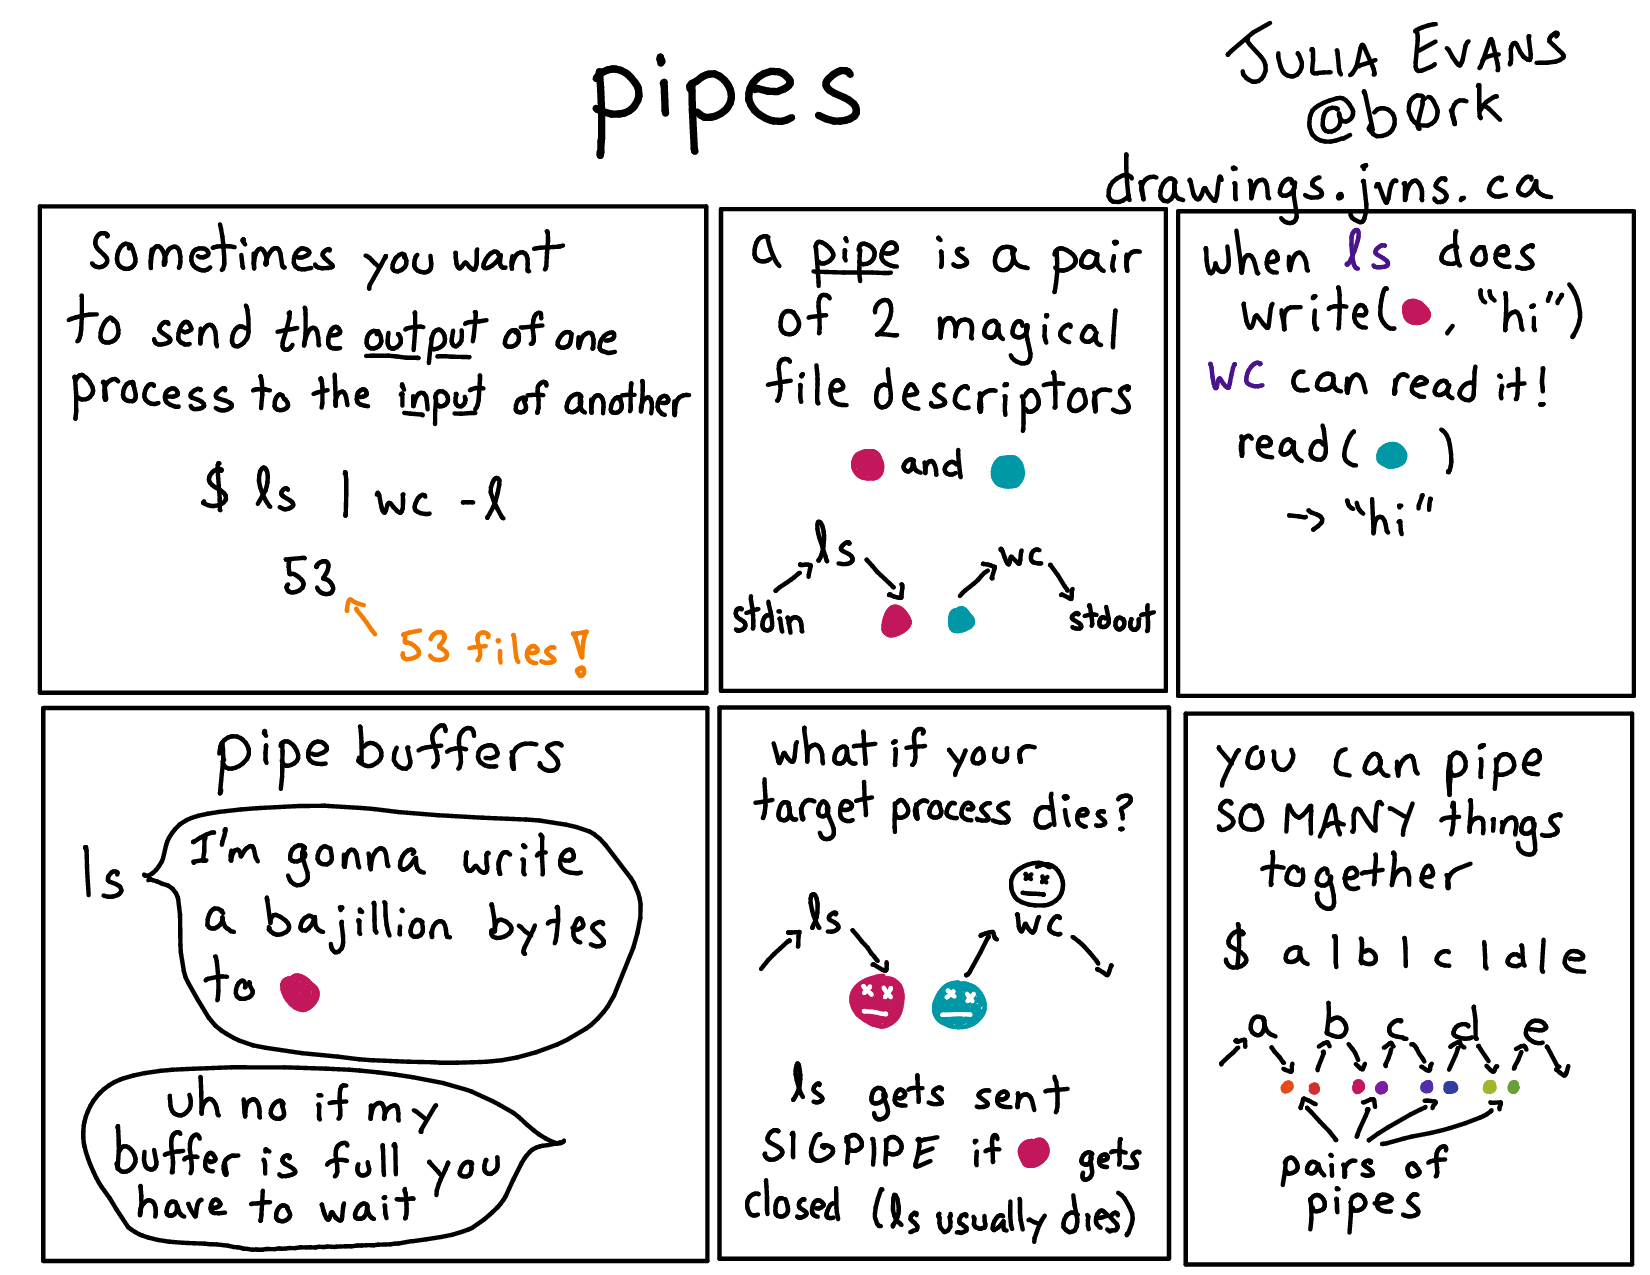 pipes
JULIA EVANS
@børk
drawings.jvns.ca
sometimes you want
to send the output of one
process to the input of another
$ ls | wc -l
53
53 files!
a pipe is a pair
of 2 magical
file descriptors
and
ls
wc
stdin
stdout
when ls does
write( , "hi")
wc can read it!
read( )
→ "hi"
pipe buffers
ls
I'm gonna write
a bajillion bytes
to
uh no if my
buffer is full you
have to wait
what if your
target process dies?
ls
wc
ls gets sent
SIGPIPE if gets
closed (ls usually dies)
you can pipe
SO MANY things
together
$ a|b|c|d|e
a b c d e
pairs of
pipes